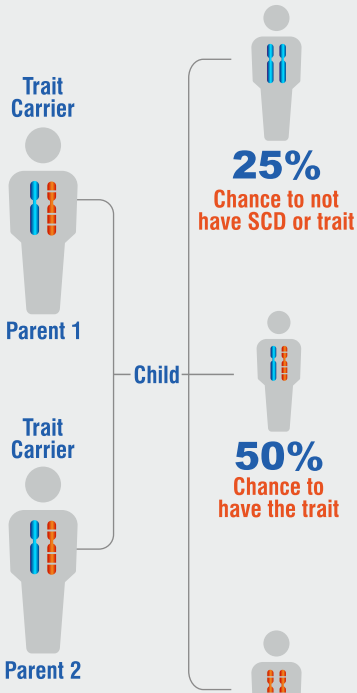 Trait
Carrier
Parent 1
Trait
Carrier
Parent 2
Child
25%
Chance to not
have SCD or trait
50%
Chance to
have the trait